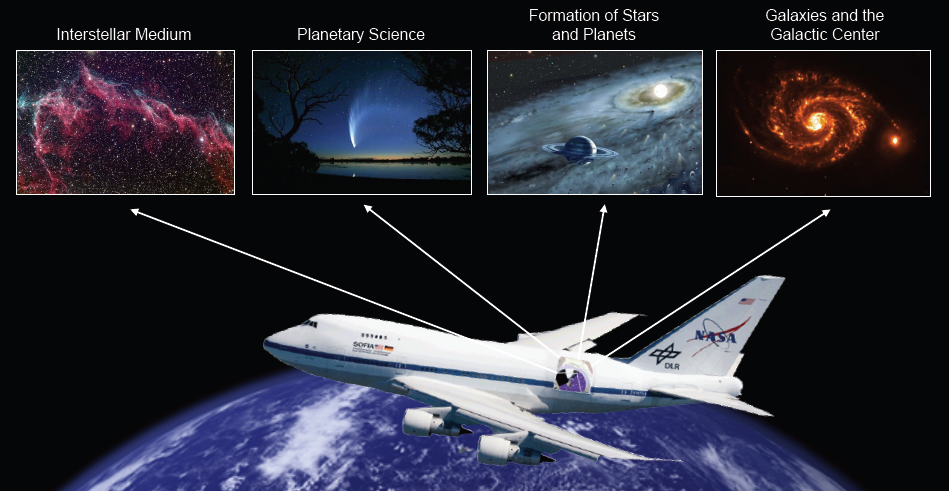 Interstellar Medium
Planetary Science
Formation of Stars
and Planets
Galaxies and the
Galactic Center
SOFIA
NASA
DLR